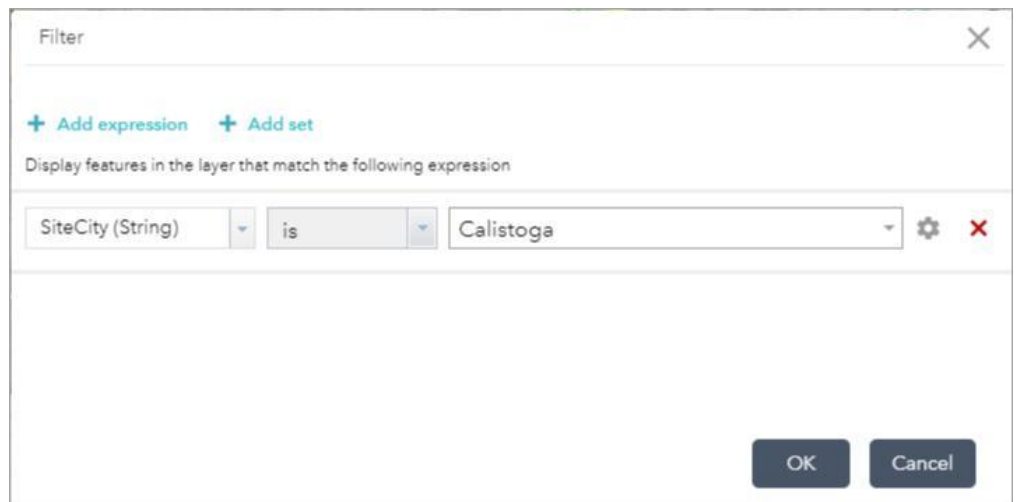 Filter
+ Add expression + Add set
Display features in the layer that match the following expression
SiteCity (String) is Calistoga
OK Cancel